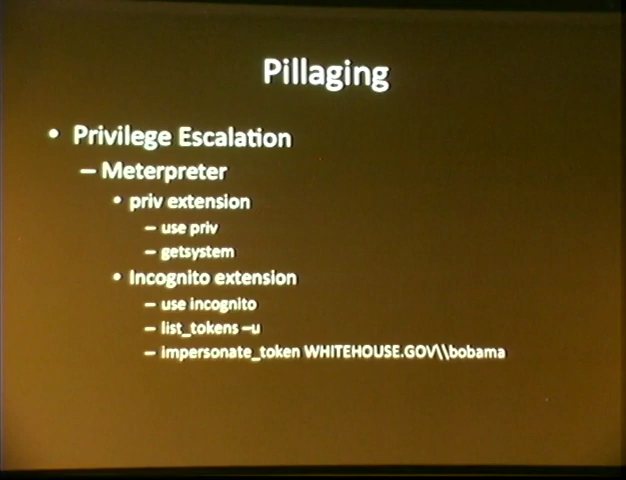 Pillaging
• Privilege Escalation
– Meterpreter
• priv extension
– use priv
– getsystem
• Incognito extension
– use incognito
– list_tokens –u
– impersonate_token WHITEHOUSE.GOV\\bobama